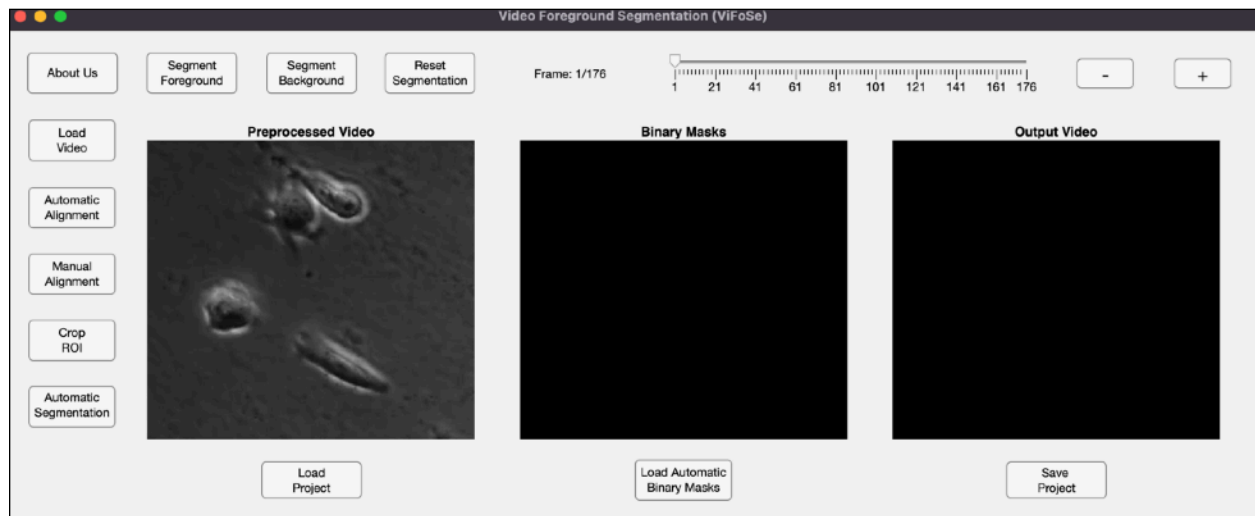 Video Foreground Segmentation (ViFoSe)
About Us
Segment
Foreground
Segment
Background
Reset
Segmentation
Frame: 1/176
1 21 41 61 81 101 121 141 161 176
-
+
Load
Video
Automatic
Alignment
Manual
Alignment
Crop
ROI
Automatic
Segmentation
Preprocessed Video
Binary Masks
Output Video
Load
Project
Load Automatic
Binary Masks
Save
Project